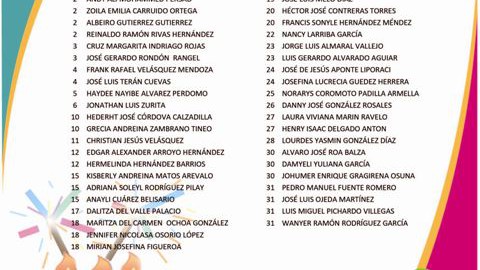 2 ZOILA EMILIA CARRUIDO ORTEGA
2 ALBEIRO GUTIERREZ GUTIERREZ
2 REINALDO RAMÓN RIVAS HERNÁNDEZ
3 CRUZ MARGARITA INDRIAGO ROJAS
3 JOSÉ GERARDO RONDÓN RANGEL
4 FRANK RAFAEL VELÁSQUEZ MENDOZA
4 JOSÉ LUIS TERÁN CUEVAS
5 HAYDEE NAYIBE ALVAREZ PERDOMO
6 JONATHAN LUIS ZURITA
10 HEDERHT JOSÉ CÓRDOVA CALZADILLA
10 GRECIA ANDREINA ZAMBRANO TINEO
11 CHRISTIAN JESÚS VELÁSQUEZ
12 EDGAR ALEXANDER ARROYO HERNÁNDEZ
12 HERMELINDA HERNÁNDEZ BARRIOS
15 KISBERLY ANDREINA MATOS AREVALO
15 ADRIANA SOLEYL RODRÍGUEZ PILAY
15 ANAYLI CUÁREZ BELISARIO
15 DALITZA DEL VALLE PALACIO
18 MARITZA DEL CARMEN OCHOA GONZÁLEZ
18 JENNIFER NICOLASA OSORIO LÓPEZ
18 MIRIAN JOSEFINA FIGUEROA
20 HÉCTOR JOSÉ CONTRERAS TORRES
20 FRANCIS SONYLE HERNÁNDEZ MÉNDEZ
22 NANCY LARRIBA GARCÍA
23 JORGE LUIS ALMARAL VALLEJO
23 LUIS GERARDO ALVARADO AGUIAR
24 JOSÉ DE JESÚS APONTE LIPORACI
24 JOSEFINA LUCRECIA GUEDEZ HERRERA
25 NORARYS COROMOTO PADILLA ARMELLA
26 DANNY JOSÉ GONZÁLEZ ROSALES
27 LAURA VIVIANA MARIN RAVELO
27 HENRY ISAAC DELGADO ANTON
28 LOURDES YASMIN GONZÁLEZ DÍAZ
30 ALVARO JOSÉ ROA BALZA
30 DAMYELI YULIANA GARCÍA
30 JOHUMER ENRIQUE GRAGIRENA OSUNA
31 PEDRO MANUEL FUENTE ROMERO
31 JOSÉ LUIS OJEDA MARTÍNEZ
31 LUIS MIGUEL PICHARDO VILLEGAS
31 WANYER RAMÓN RODRÍGUEZ GARCÍA